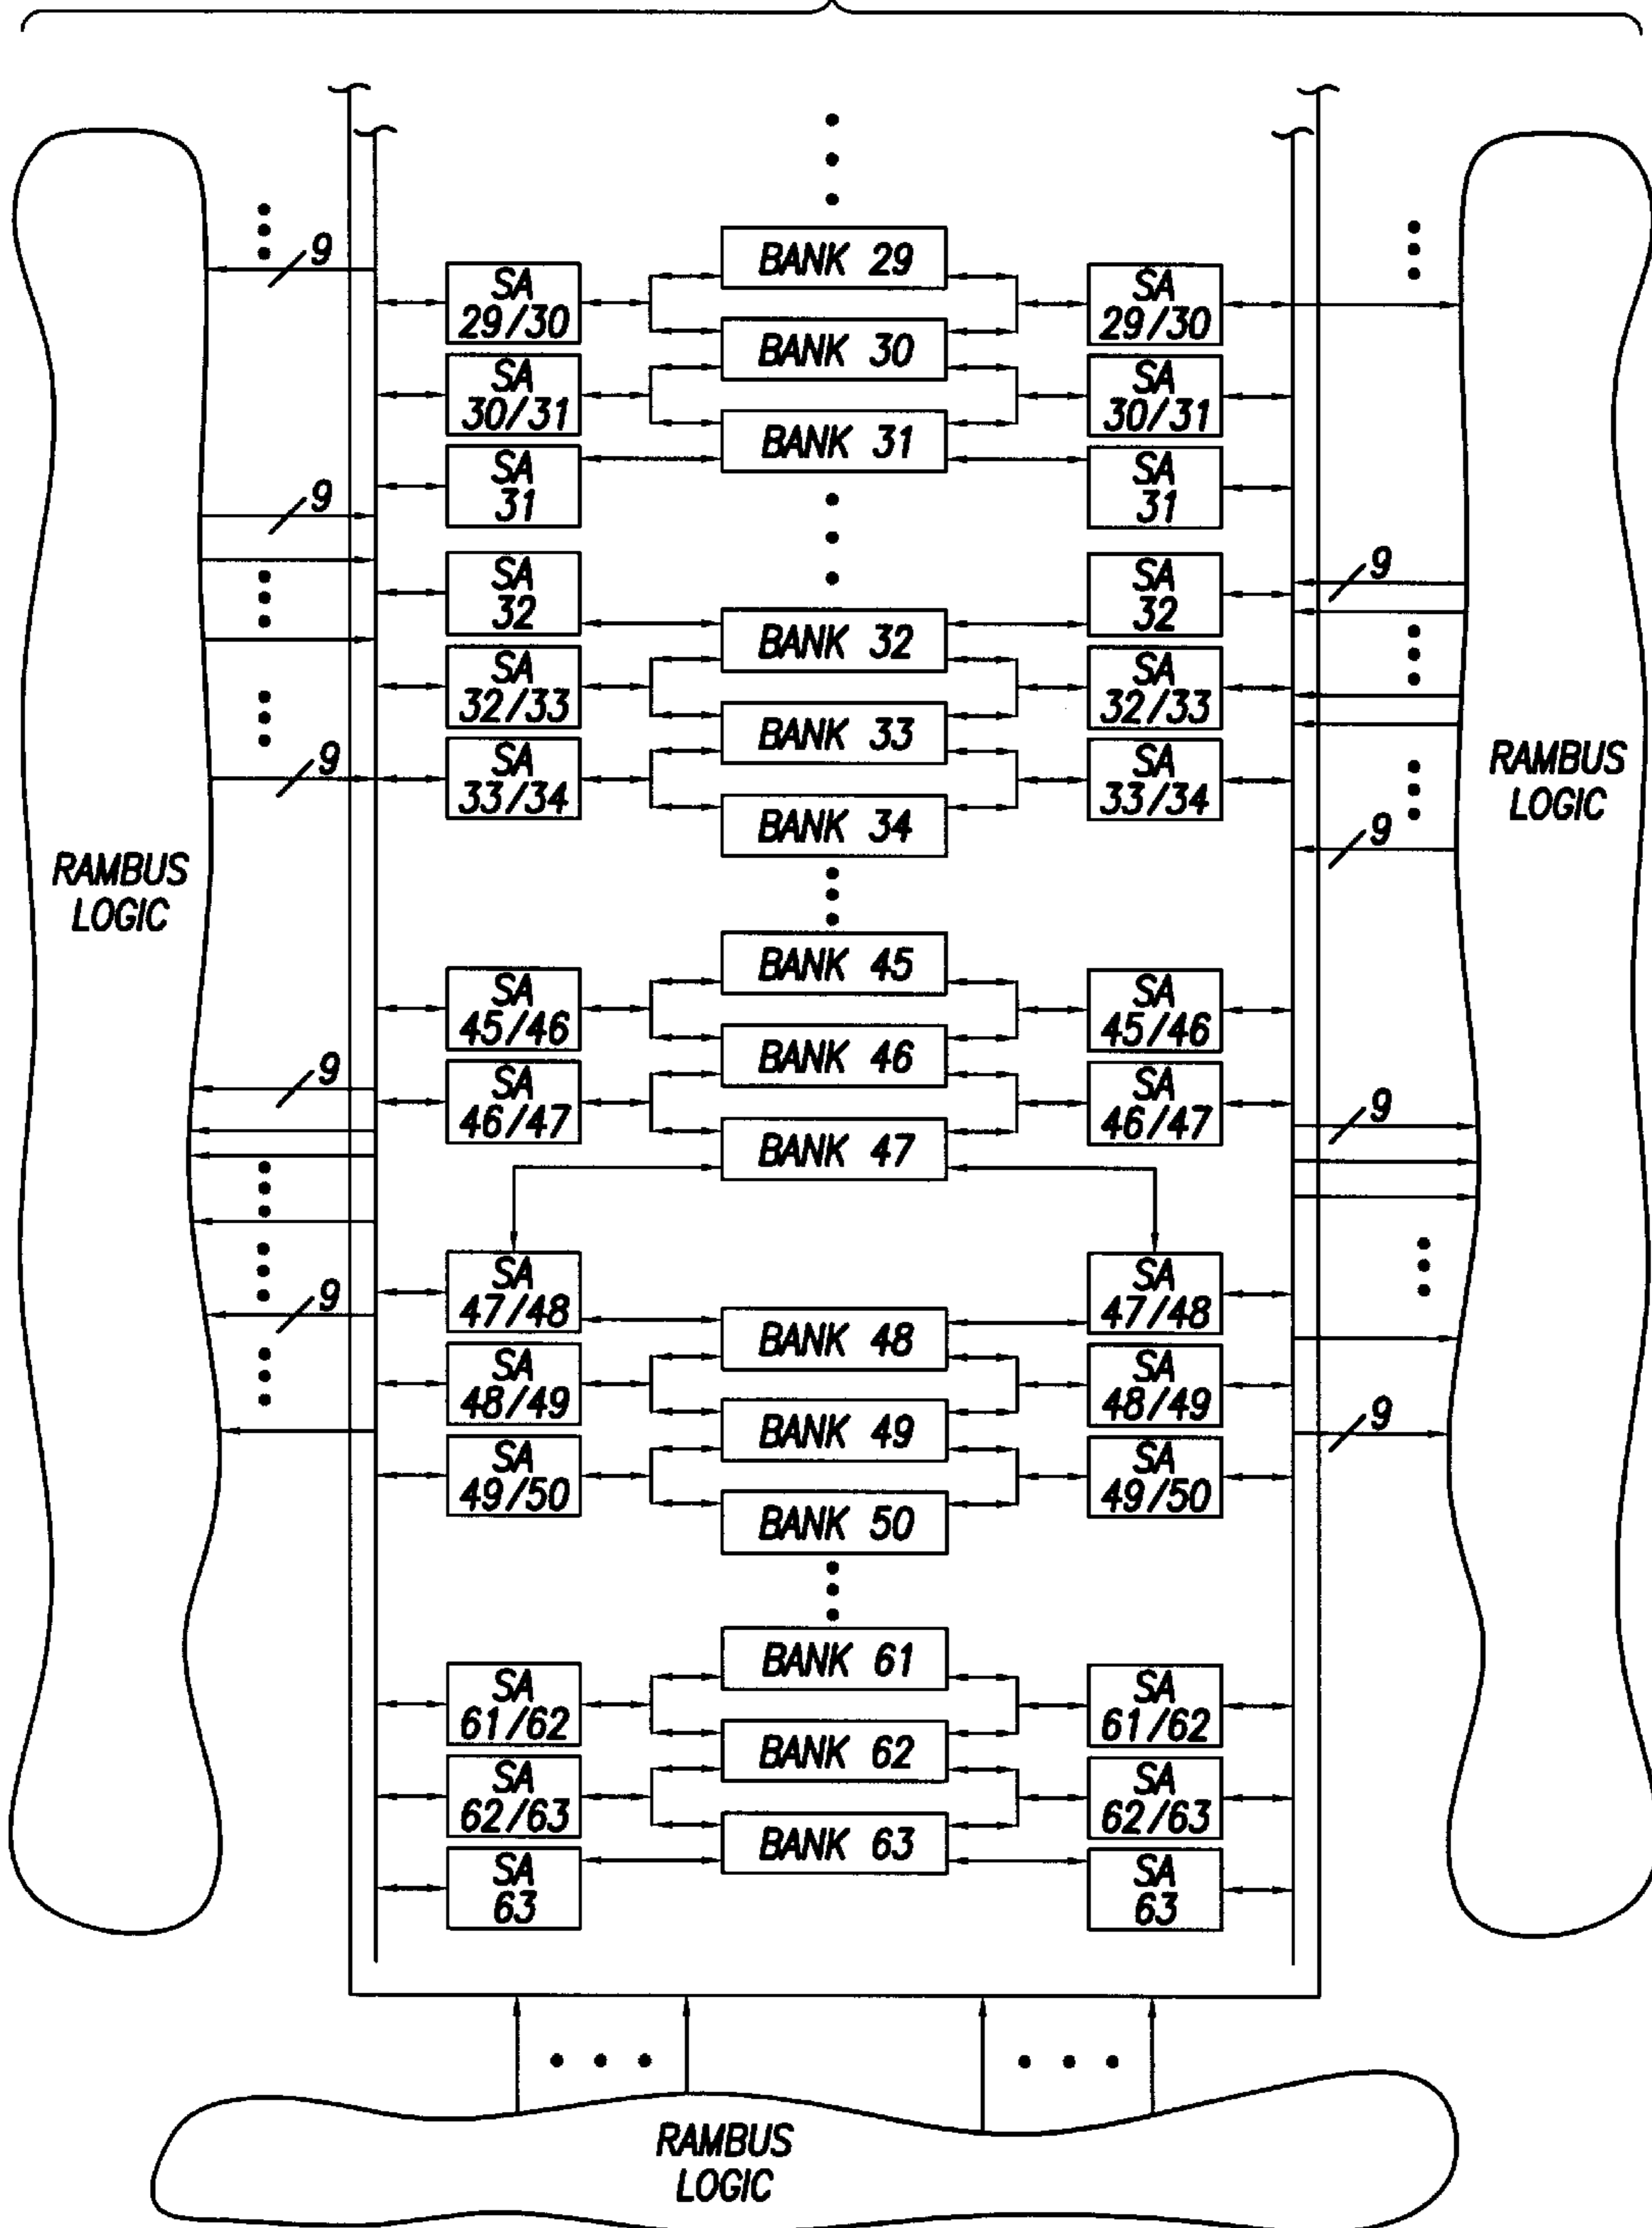 BANK 29
9
SA
29/30
SA
29/30
BANK 30
SA
30/31
SA
30/31
BANK 31
SA
31
SA
31
9
SA
32
SA
32
9
BANK 32
SA
32/33
SA
32/33
BANK 33
SA
33/34
SA
33/34
9
BANK 34
9
RAMBUS
LOGIC
RAMBUS
LOGIC
BANK 45
SA
45/46
SA
45/46
BANK 46
9
SA
46/47
SA
46/47
9
BANK 47
SA
47/48
SA
47/48
9
BANK 48
SA
48/49
SA
48/49
9
BANK 49
SA
49/50
SA
49/50
BANK 50
BANK 61
SA
61/62
SA
61/62
BANK 62
SA
62/63
SA
62/63
BANK 63
SA
63
SA
63
RAMBUS
LOGIC